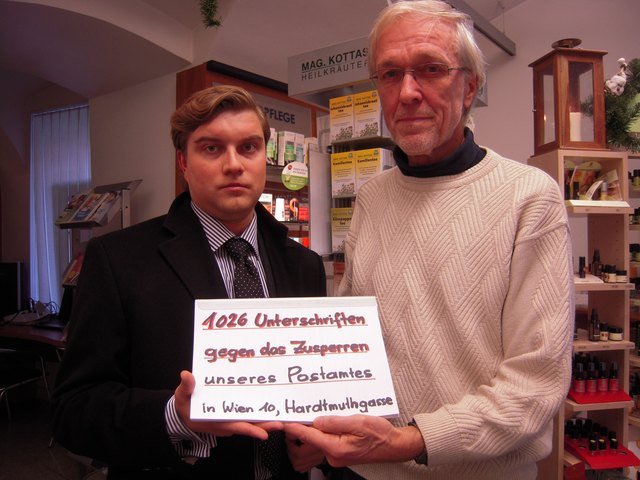 MAG. KOTTAS
HEILKRÄUTER
PFLEGE
1026 Unterschriften
gegen das Zusperren
unseres Postamtes
in Wien 10, Hardtmuthgasse